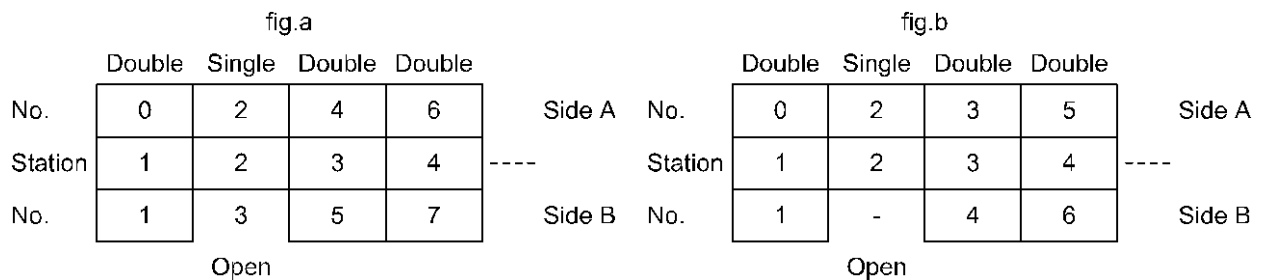 fig.a
Double Single Double Double
No. 0 2 4 6 Side A
Station 1 2 3 4 ----
No. 1 3 5 7 Side B
Open
fig.b
Double Single Double Double
No. 0 2 3 5 Side A
Station 1 2 3 4 ----
No. 1 - 4 6 Side B
Open